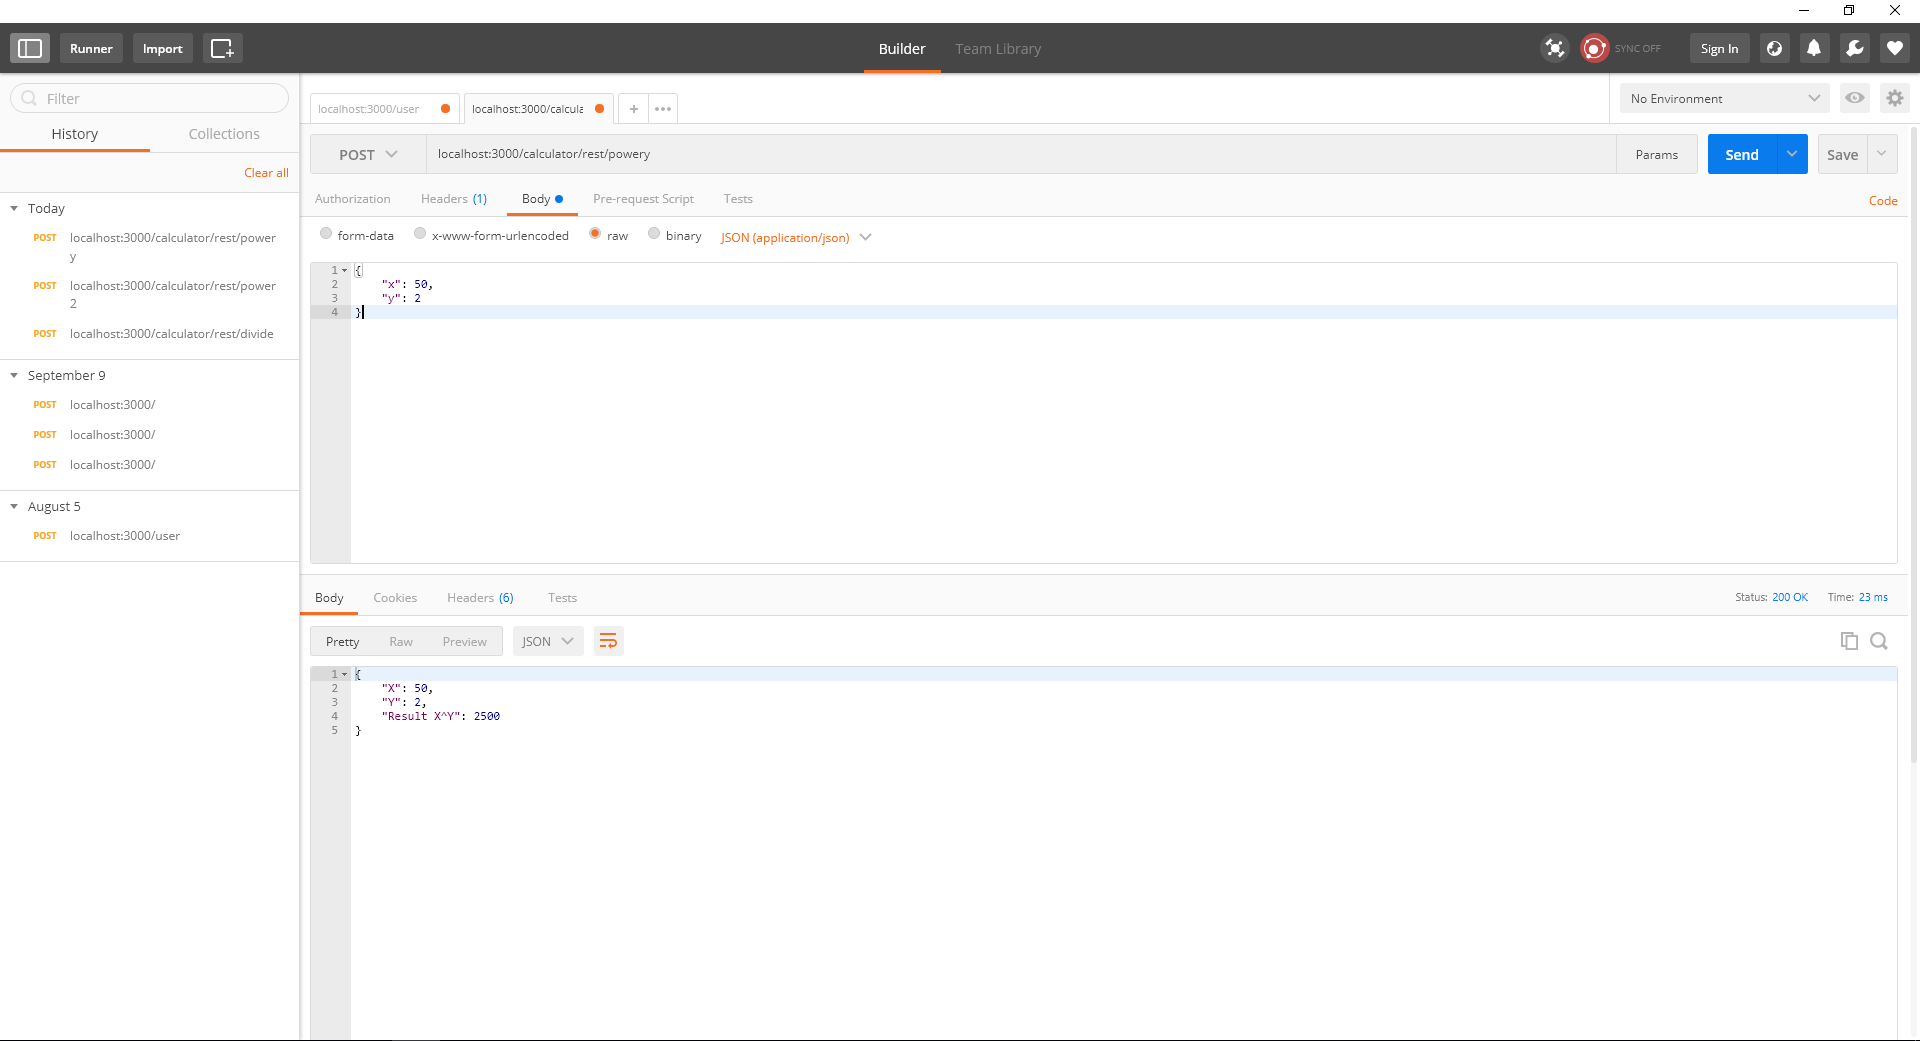 Runner
Import
Builder
Team Library
SYNC OFF
Sign In
Filter
History
Collections
Clear all
Today
POST localhost:3000/calculator/rest/power
y
POST localhost:3000/calculator/rest/power
2
POST localhost:3000/calculator/rest/divide
September 9
POST localhost:3000/
POST localhost:3000/
POST localhost:3000/
August 5
POST localhost:3000/user
localhost:3000/user
localhost:3000/calcula
+
No Environment
POST
localhost:3000/calculator/rest/powery
Params
Send
Save
Authorization
Headers (1)
Body
Pre-request Script
Tests
Code
form-data
x-www-form-urlencoded
raw
binary
JSON (application/json)
1 {
2 "x": 50,
3 "y": 2
4 }
Body
Cookies
Headers (6)
Tests
Status: 200 OK
Time: 23 ms
Pretty
Raw
Preview
JSON
1 {
2 "X": 50,
3 "Y": 2,
4 "Result X^Y": 2500
5 }